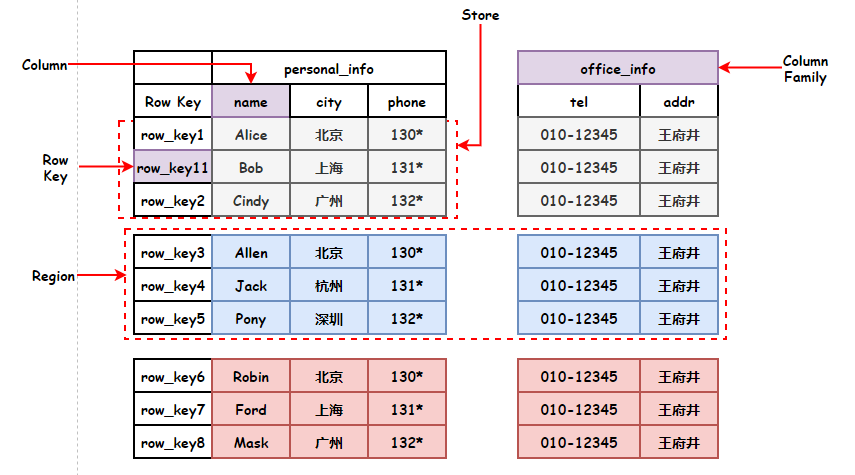 Store
Column
personal_info
office_info
Column Family
Row Key name city phone tel addr
row_key1 Alice 北京 130* 010-12345 王府井
Row Key
row_key11 Bob 上海 131* 010-12345 王府井
row_key2 Cindy 广州 132* 010-12345 王府井
row_key3 Allen 北京 130* 010-12345 王府井
Region
row_key4 Jack 杭州 131* 010-12345 王府井
row_key5 Pony 深圳 132* 010-12345 王府井
row_key6 Robin 北京 130* 010-12345 王府井
row_key7 Ford 上海 131* 010-12345 王府井
row_key8 Mask 广州 132* 010-12345 王府井